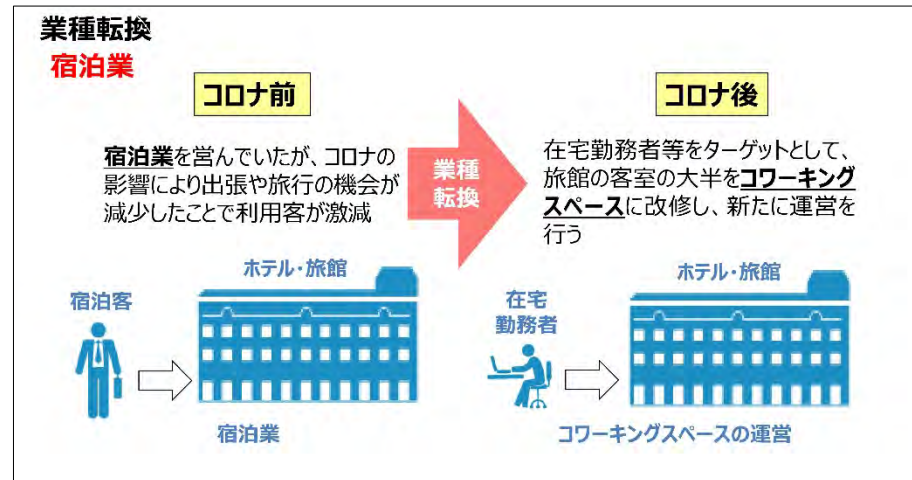 業種転換
宿泊業
コロナ前
宿泊業を営んでいたが、コロナの
影響により出張や旅行の機会が
減少したことで利用客が激減
業種
転換
コロナ後
在宅勤務者等をターゲットとして、
旅館の客室の大半をコワーキング
スペースに改修し、新たに運営を
行う
ホテル・旅館
宿泊客
宿泊業
ホテル・旅館
在宅
勤務者
コワーキングスペースの運営